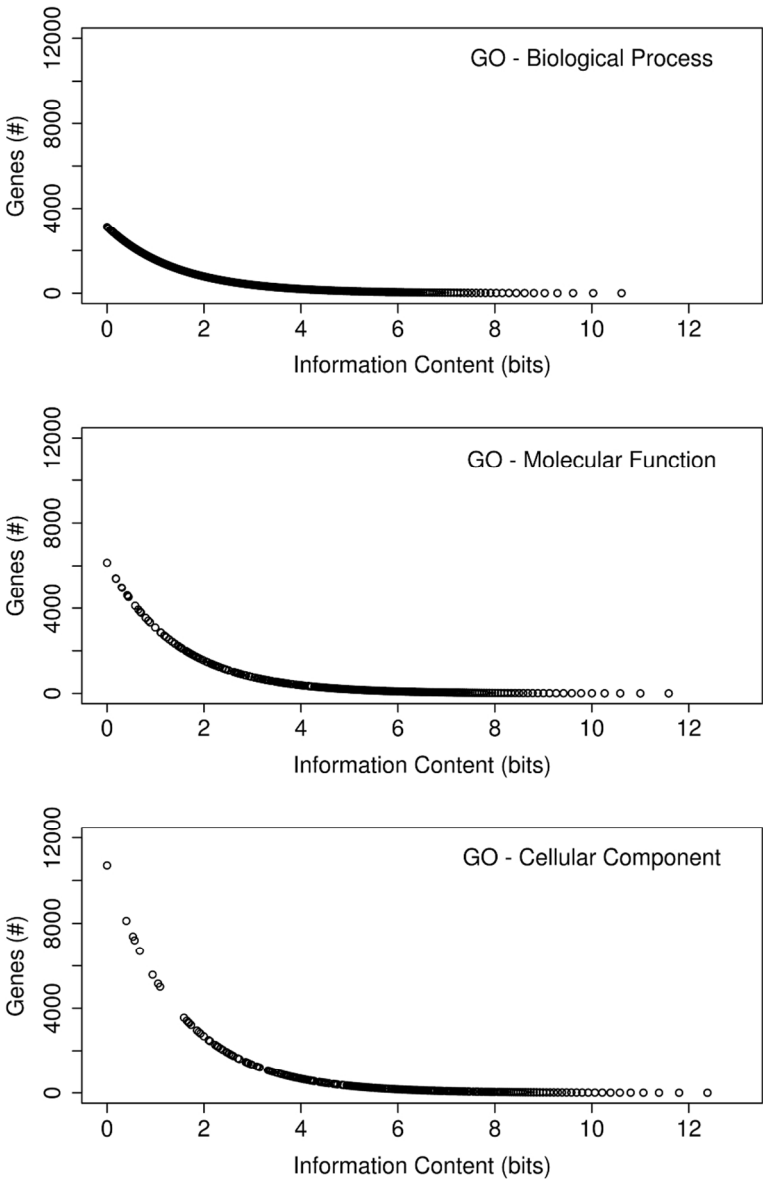 GO - Biological Process
Genes (#)
12000
8000
4000
0
0 2 4 6 8 10 12
Information Content (bits)
GO - Molecular Function
Genes (#)
12000
8000
4000
0
0 2 4 6 8 10 12
Information Content (bits)
GO - Cellular Component
Genes (#)
12000
8000
4000
0
0 2 4 6 8 10 12
Information Content (bits)